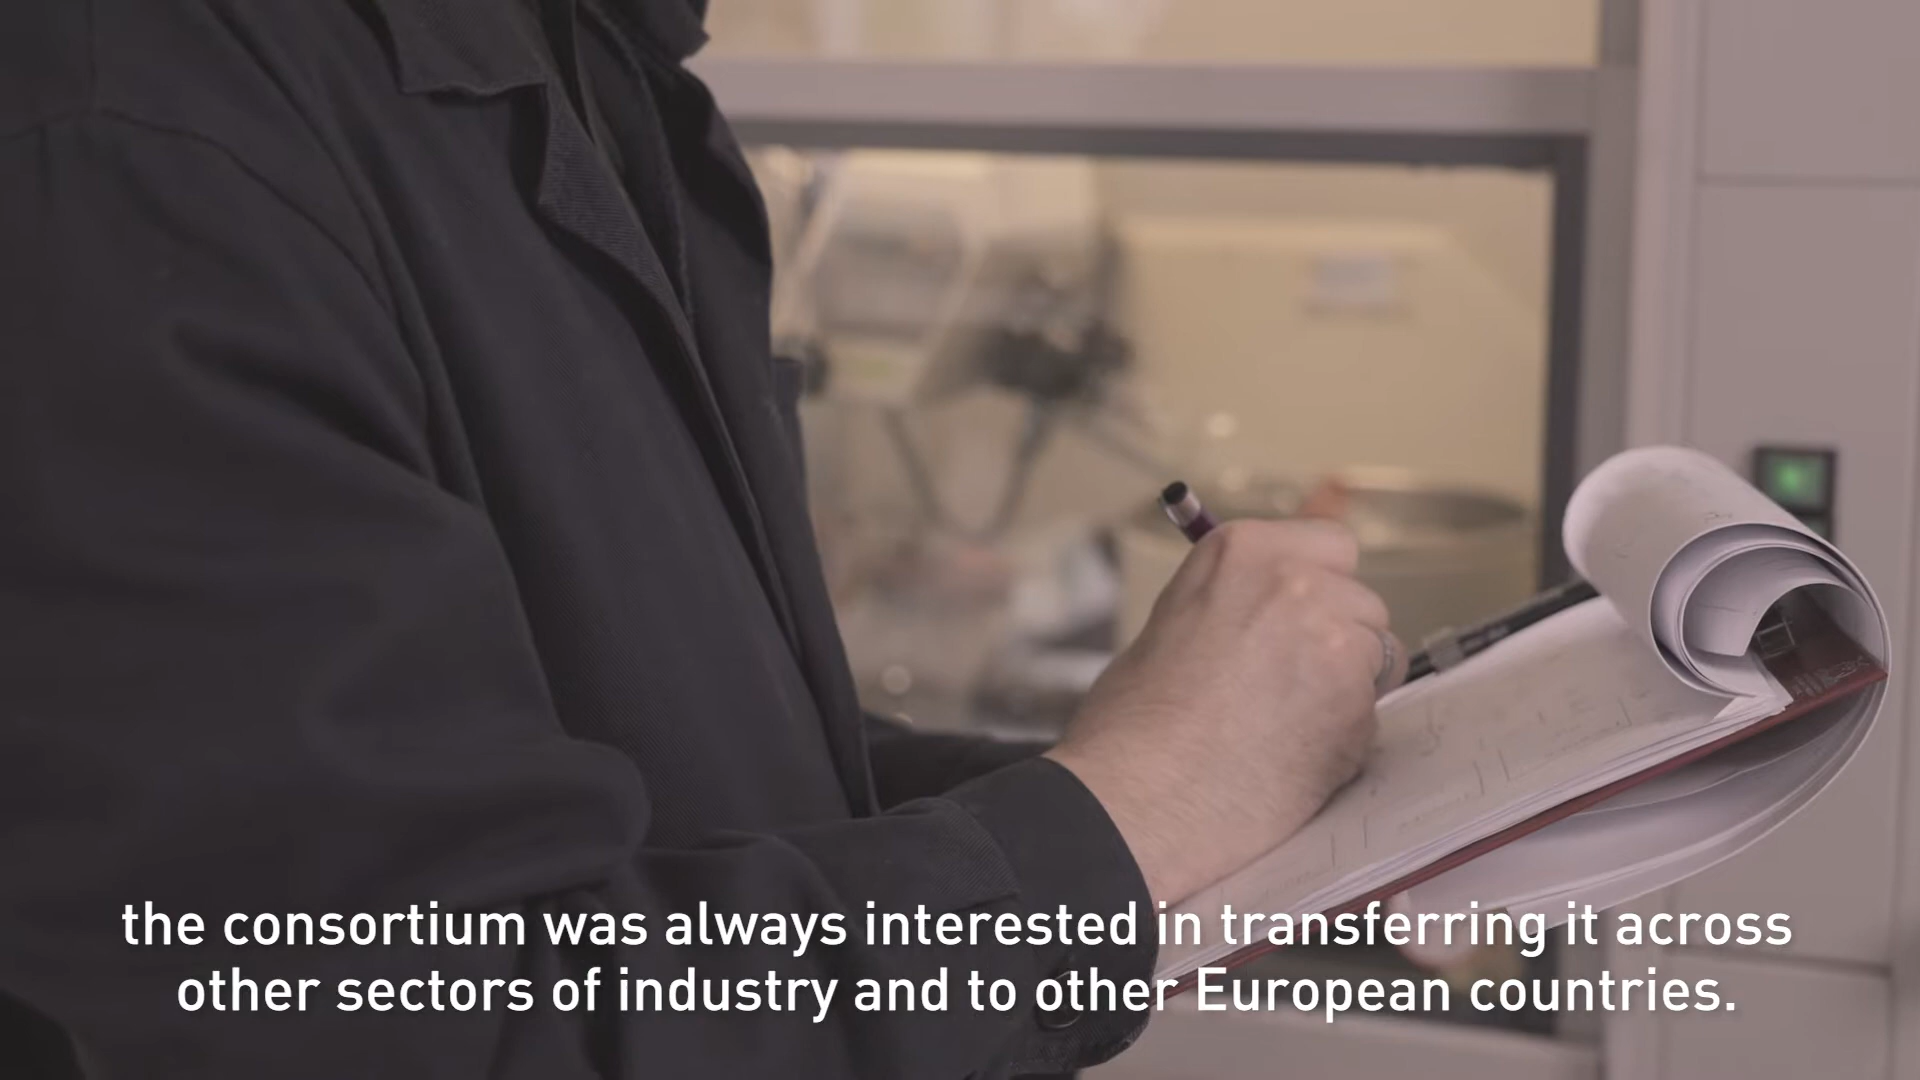 the consortium was always interested in transferring it across
other sectors of industry and to other European countries.